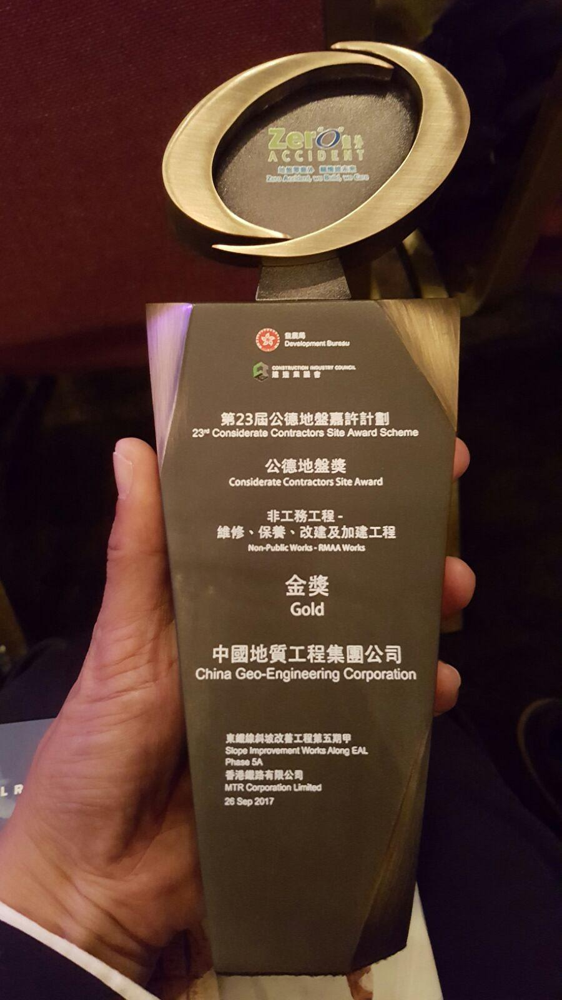 Zero 意外
ACCIDENT
Zero Accident, we Build, we Care
發展局
Development Bureau
CONSTRUCTION INDUSTRY COUNCIL
建造業議會
第23屆公德地盤嘉許計劃
23rd Considerate Contractors Site Award Scheme
公德地盤獎
Considerate Contractors Site Award
非工務工程 -
維修、保養、改建及加建工程
Non-Public Works - RMAA Works
金獎
Gold
中國地質工程集團公司
China Geo-Engineering Corporation
東鐵綫斜坡改善工程第五期甲
Slope Improvement Works Along EAL
Phase 5A
香港鐵路有限公司
MTR Corporation Limited
26 Sep 2017
L R